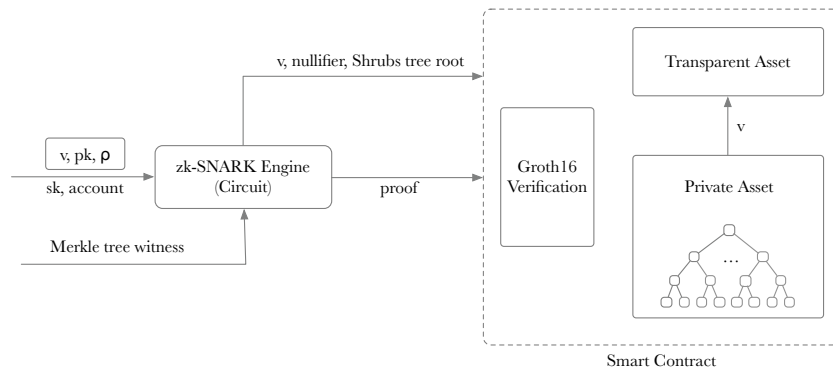 v, nullifier, Shrubs tree root
Transparent Asset
v
v, pk, ρ
sk, account
zk-SNARK Engine
(Circuit)
proof
Groth16
Verification
Private Asset
...
Merkle tree witness
Smart Contract